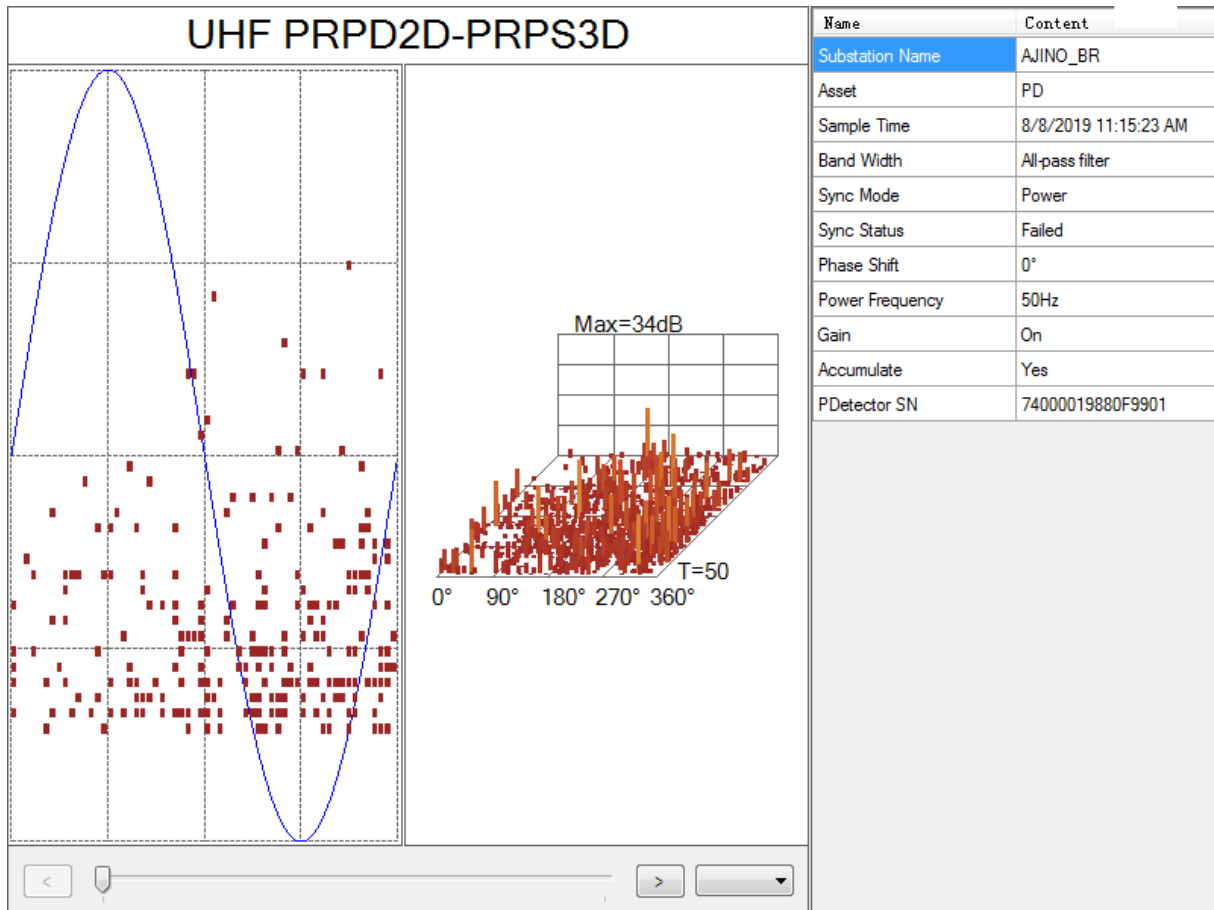 UHF PRPD2D-PRPS3D
Max=34dB
T=50
0° 90° 180° 270° 360°
<
>
Name Content
Substation Name AJINO_BR
Asset PD
Sample Time 8/8/2019 11:15:23 AM
Band Width All-pass filter
Sync Mode Power
Sync Status Failed
Phase Shift 0°
Power Frequency 50Hz
Gain On
Accumulate Yes
PDetector SN 74000019880F9901